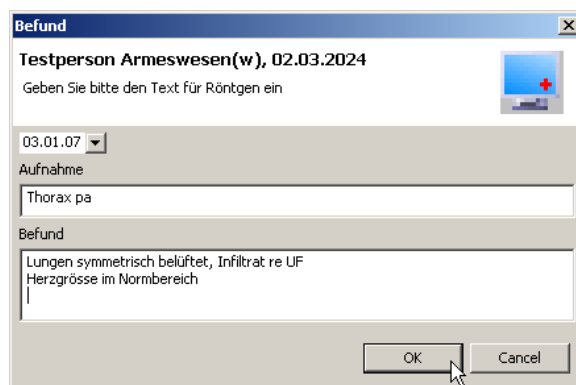 Befund
Testperson Armeswesen(w), 02.03.2024
Geben Sie bitte den Text für Röntgen ein
03.01.07
Aufnahme
Thorax pa
Befund
Lungen symmetrisch belüftet, Infiltrat re UF
Herzgrösse im Normbereich
OK Cancel